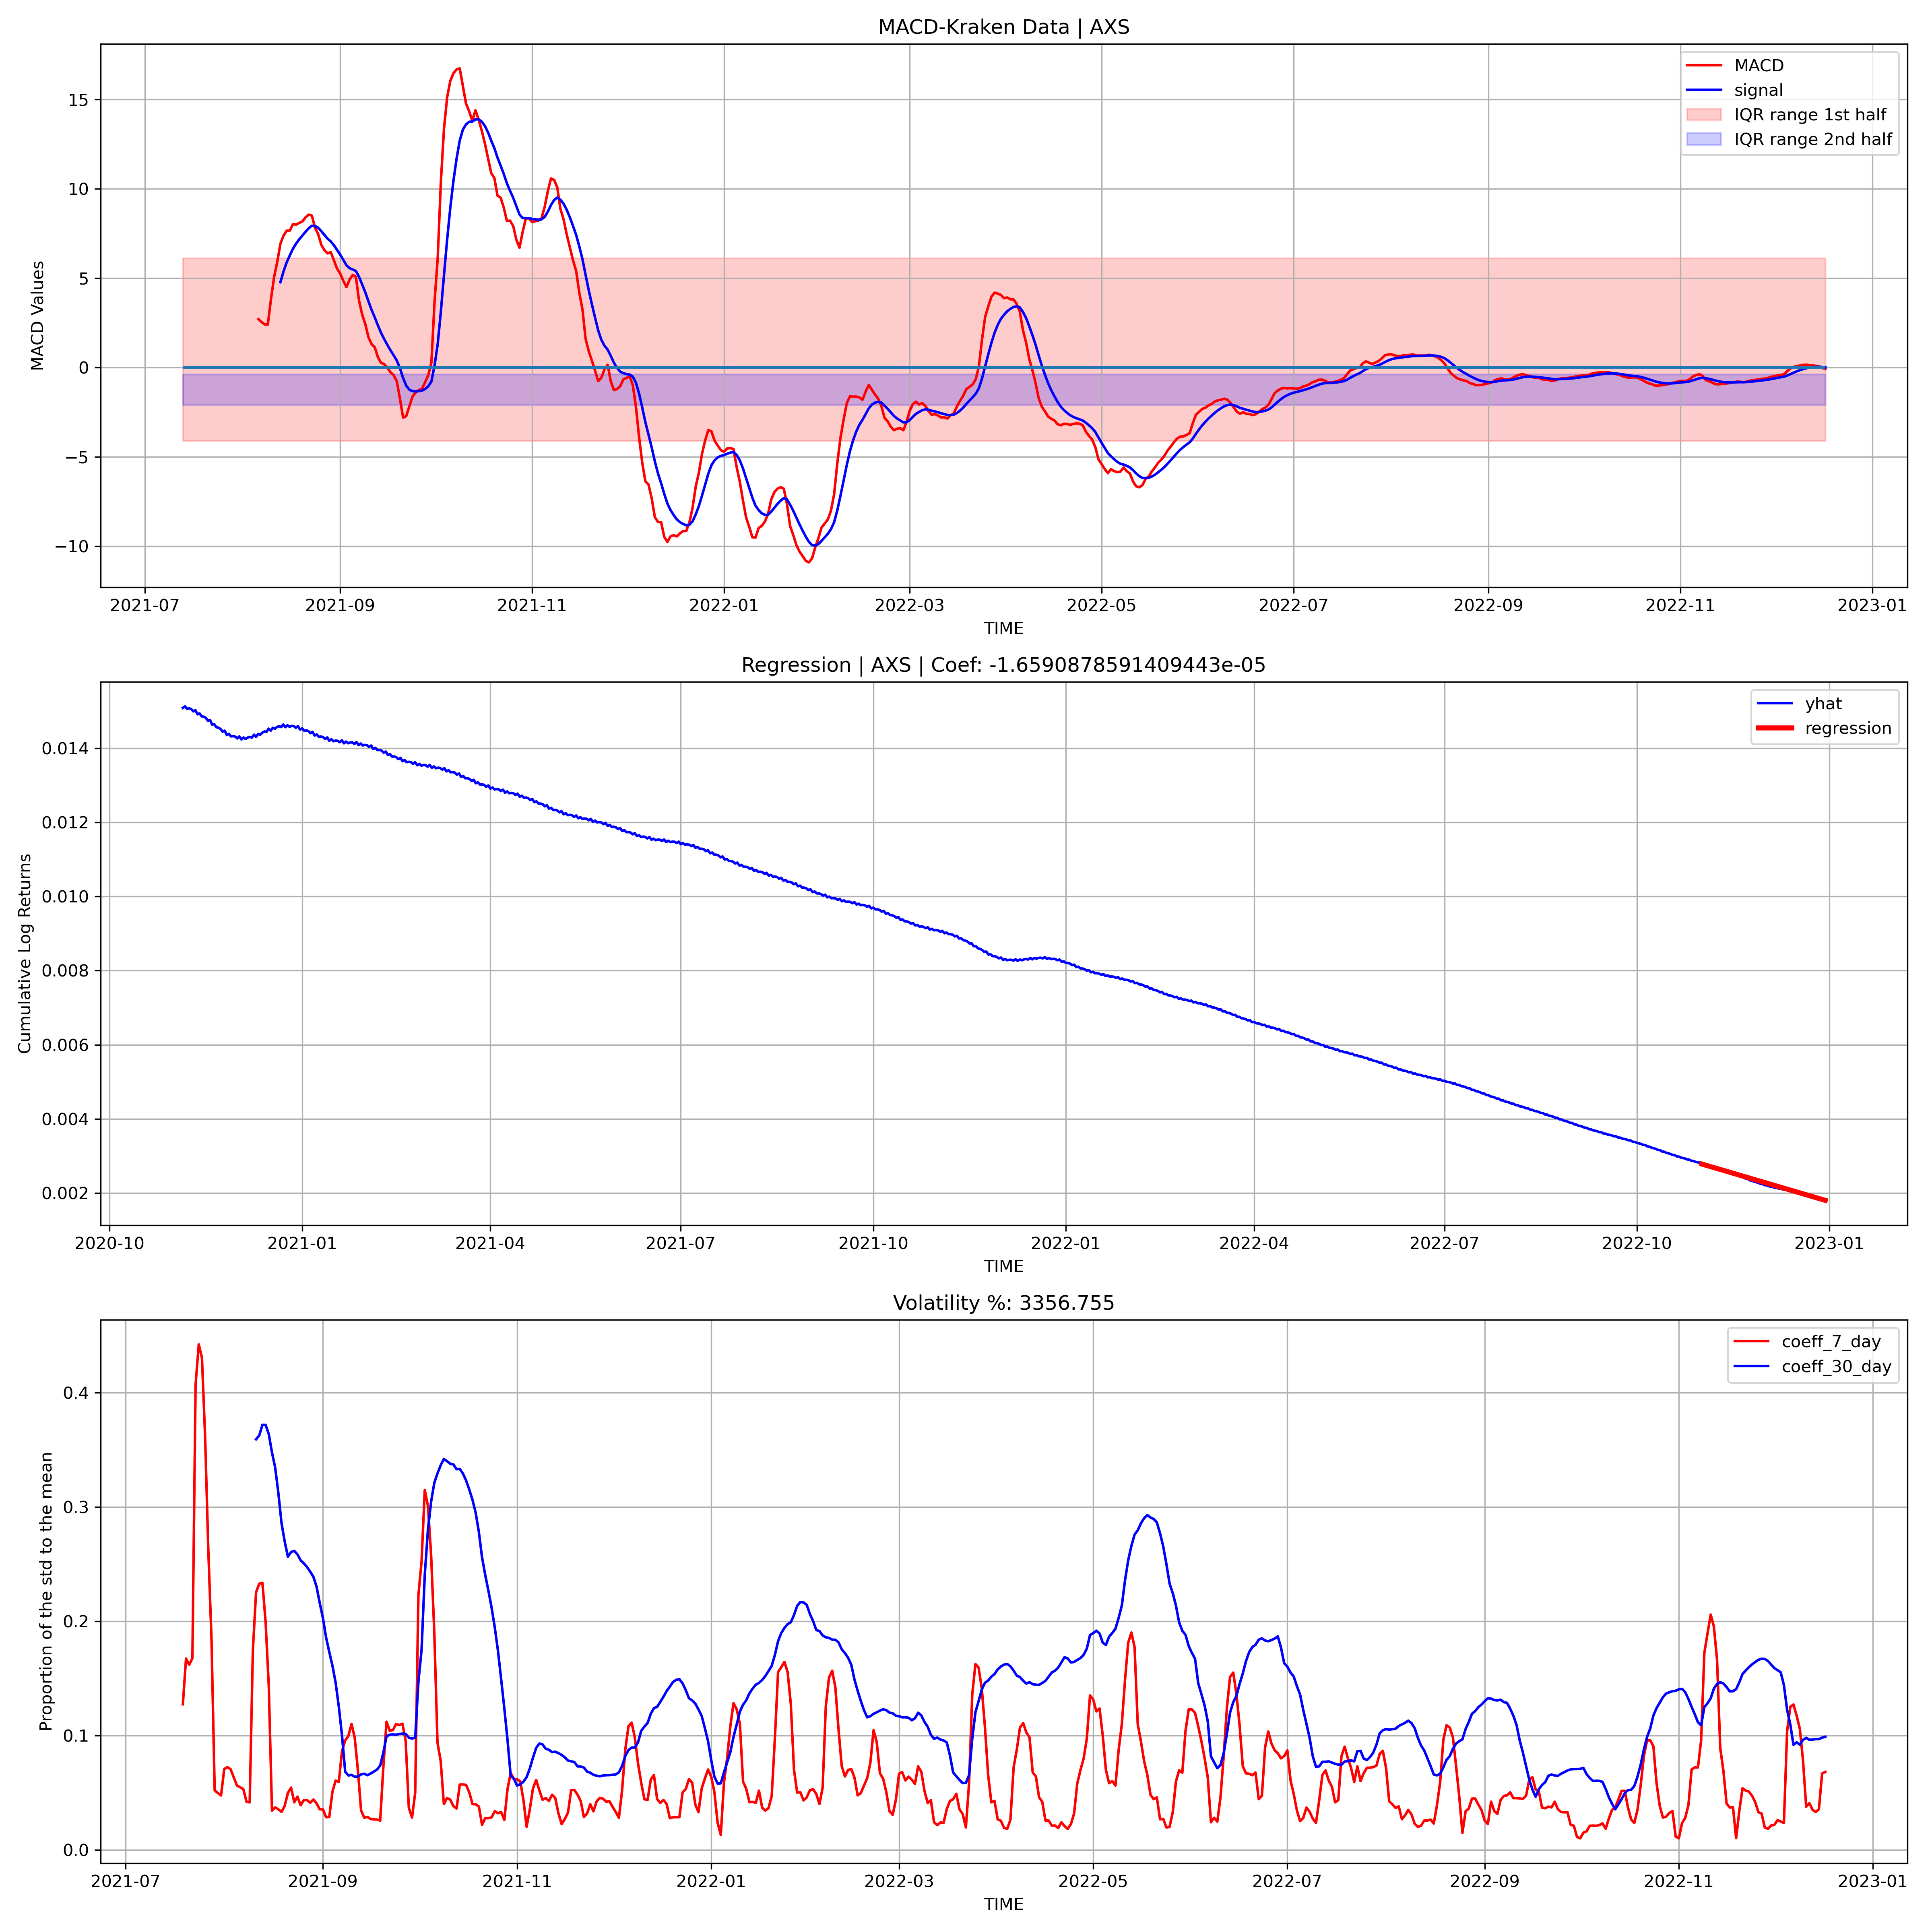 MACD-Kraken Data | AXS
MACD
signal
IQR range 1st half
IQR range 2nd half
MACD Values
15
10
5
0
−5
−10
2021-07 2021-09 2021-11 2022-01 2022-03 2022-05 2022-07 2022-09 2022-11 2023-01
TIME
Regression | AXS | Coef: -1.6590878591409443e-05
yhat
regression
Cumulative Log Returns
0.014
0.012
0.010
0.008
0.006
0.004
0.002
2020-10 2021-01 2021-04 2021-07 2021-10 2022-01 2022-04 2022-07 2022-10 2023-01
TIME
Volatility %: 3356.755
coeff_7_day
coeff_30_day
Proportion of the std to the mean
0.4
0.3
0.2
0.1
0.0
2021-07 2021-09 2021-11 2022-01 2022-03 2022-05 2022-07 2022-09 2022-11 2023-01
TIME